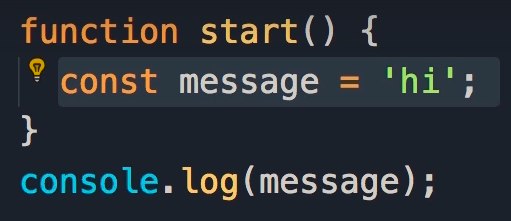 function start() {
const message = 'hi';
}
console.log(message);